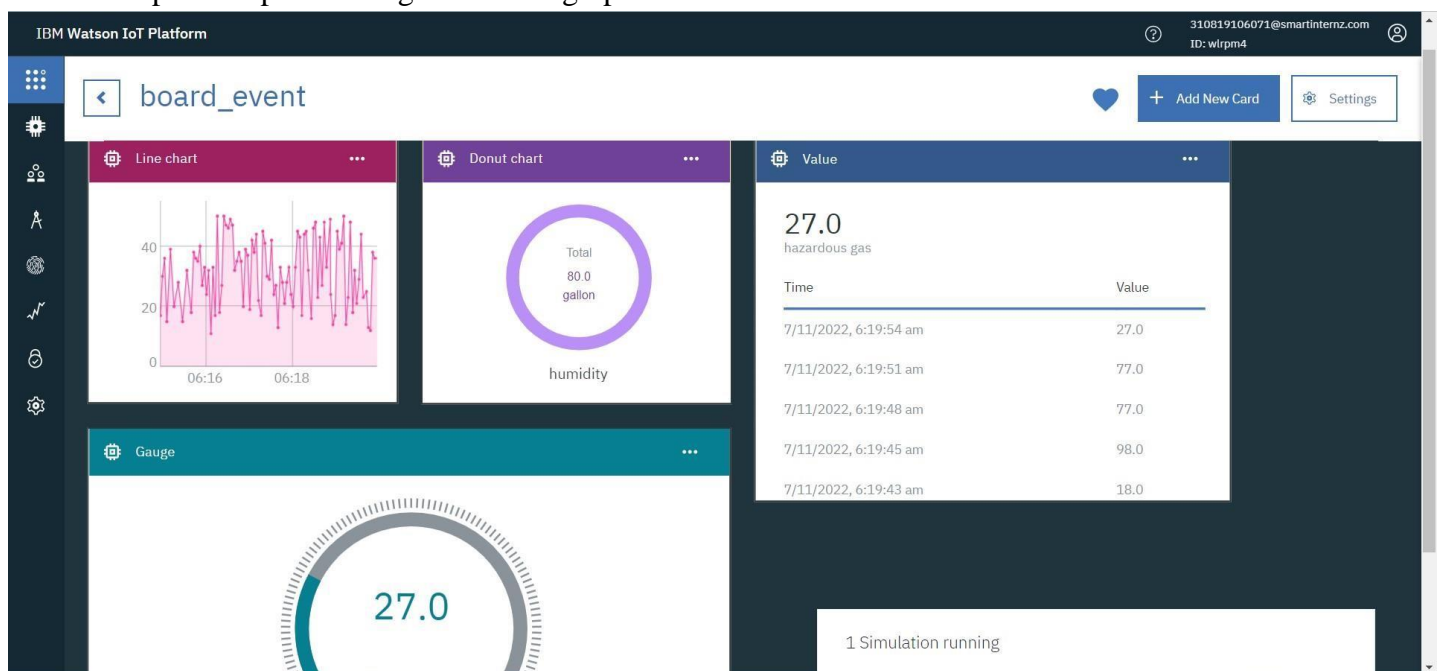 IBM Watson IoT Platform
310819106071@smartinternz.com
ID: wlrpm4
board_event
+ Add New Card
Settings
Line chart
40
20
0
06:16 06:18
Donut chart
Total
80.0
gallon
humidity
Value
27.0
hazardous gas
Time Value
7/11/2022, 6:19:54 am 27.0
7/11/2022, 6:19:51 am 77.0
7/11/2022, 6:19:48 am 77.0
7/11/2022, 6:19:45 am 98.0
7/11/2022, 6:19:43 am 18.0
Gauge
27.0
1 Simulation running